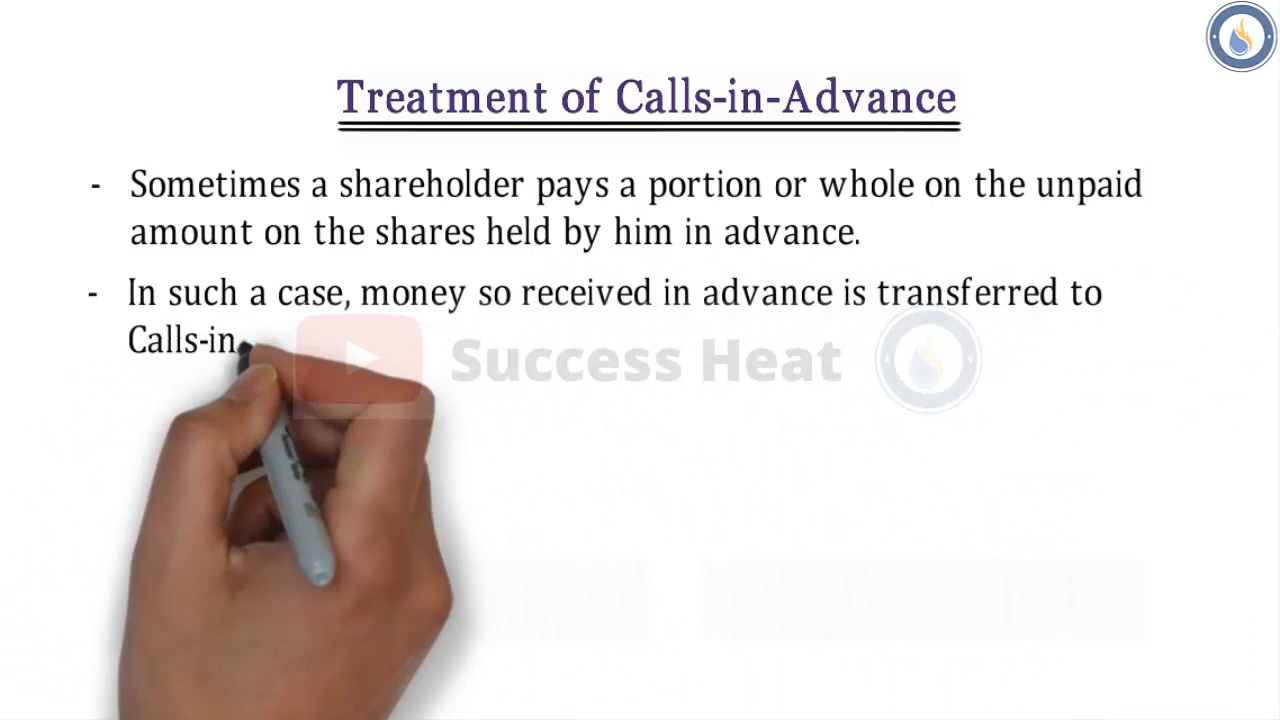 Treatment of Calls-in-Advance
- Sometimes a shareholder pays a portion or whole on the unpaid
amount on the shares held by him in advance.
- In such a case, money so received in advance is transferred to
Calls-in
Success Heat